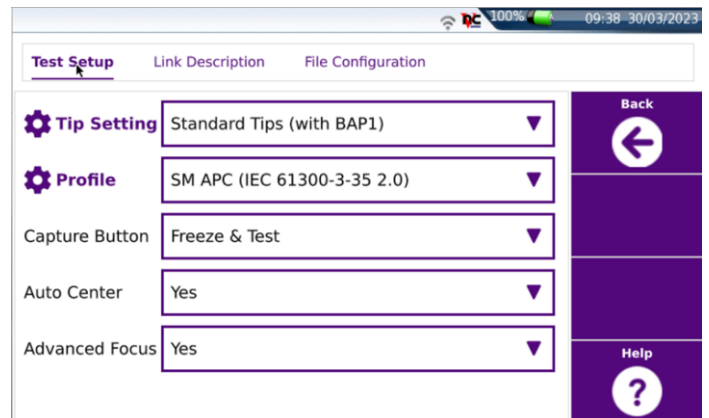 100% 09:38 30/03/2023
Test Setup Link Description File Configuration
Back
Tip Setting Standard Tips (with BAP1)
Profile SM APC (IEC 61300-3-35 2.0)
Capture Button Freeze & Test
Auto Center Yes
Advanced Focus Yes
Help
?